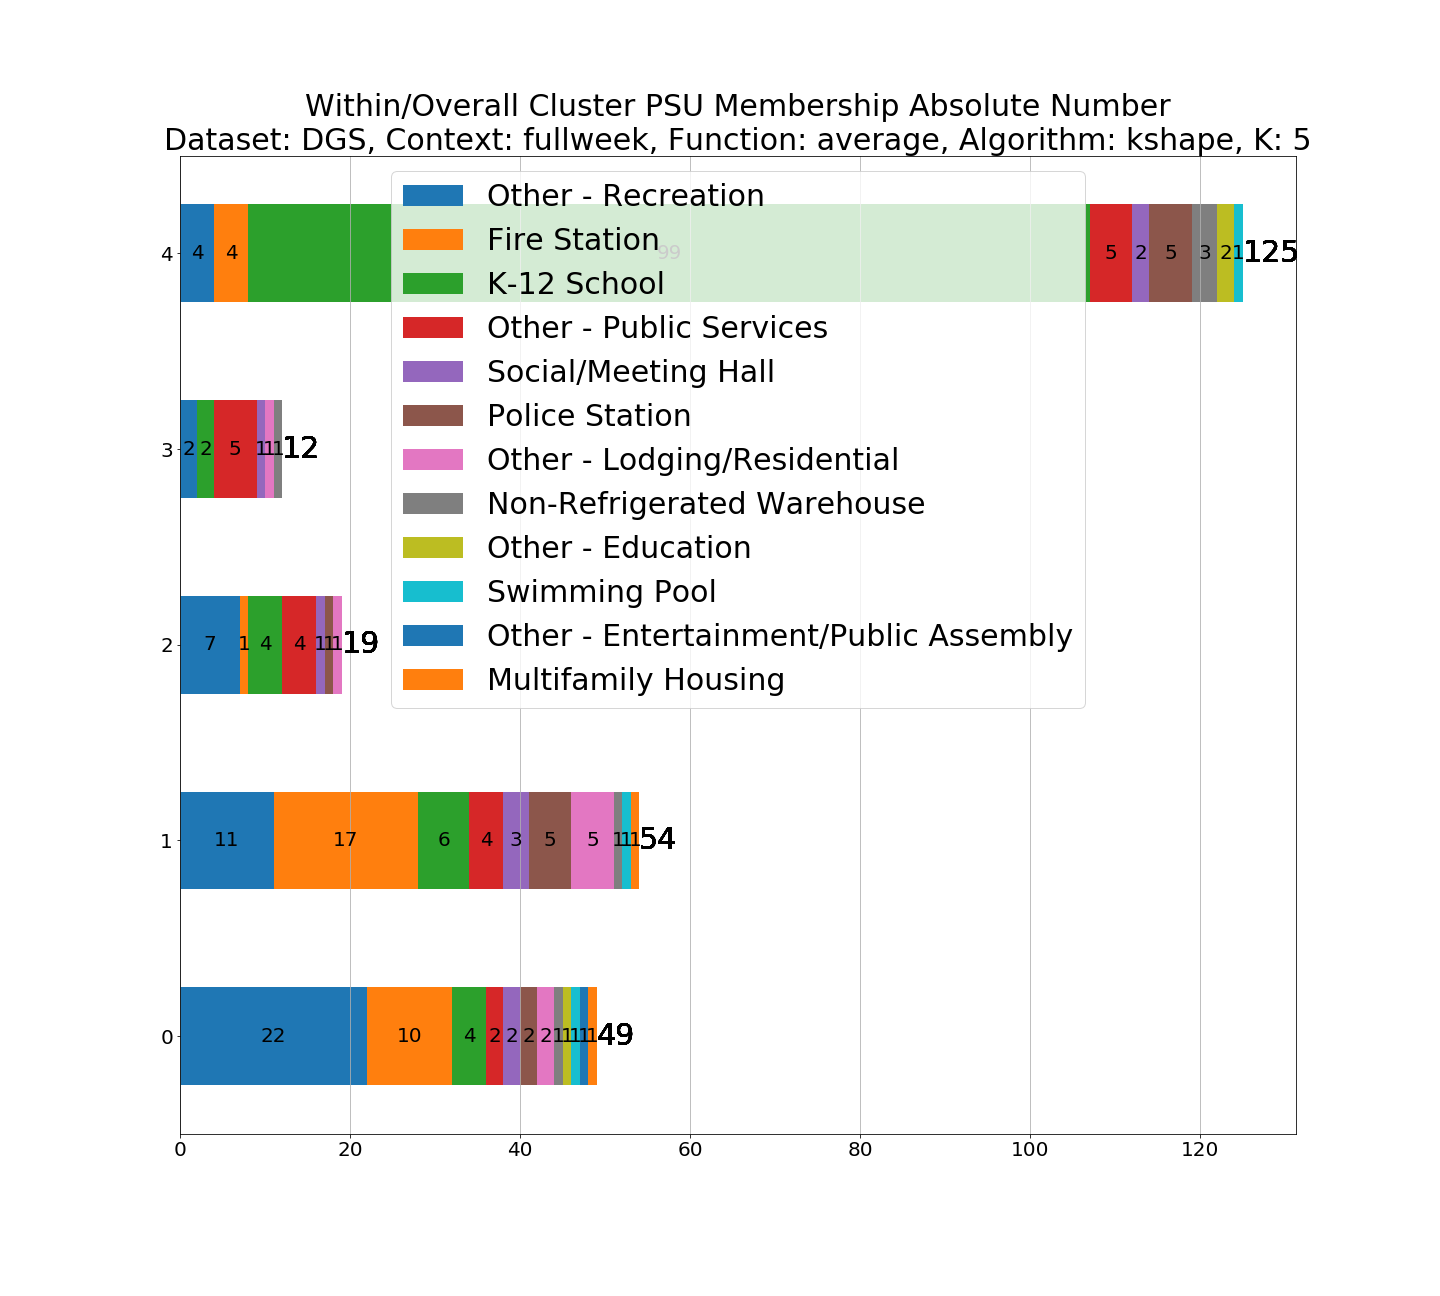 Within/Overall Cluster PSU Membership Absolute Number
Dataset: DGS, Context: fullweek, Function: average, Algorithm: kshape, K: 5
Other - Recreation
Fire Station
K-12 School
Other - Public Services
Social/Meeting Hall
Police Station
Other - Lodging/Residential
Non-Refrigerated Warehouse
Other - Education
Swimming Pool
Other - Entertainment/Public Assembly
Multifamily Housing
4 4 4 99 5 2 5 3 2 1 125
3 2 2 5 1 1 1 12
2 7 1 4 4 1 1 1 19
1 11 17 6 4 3 5 5 1 1 1 54
0 22 10 4 2 2 2 2 1 1 1 1 1 49
0 20 40 60 80 100 120